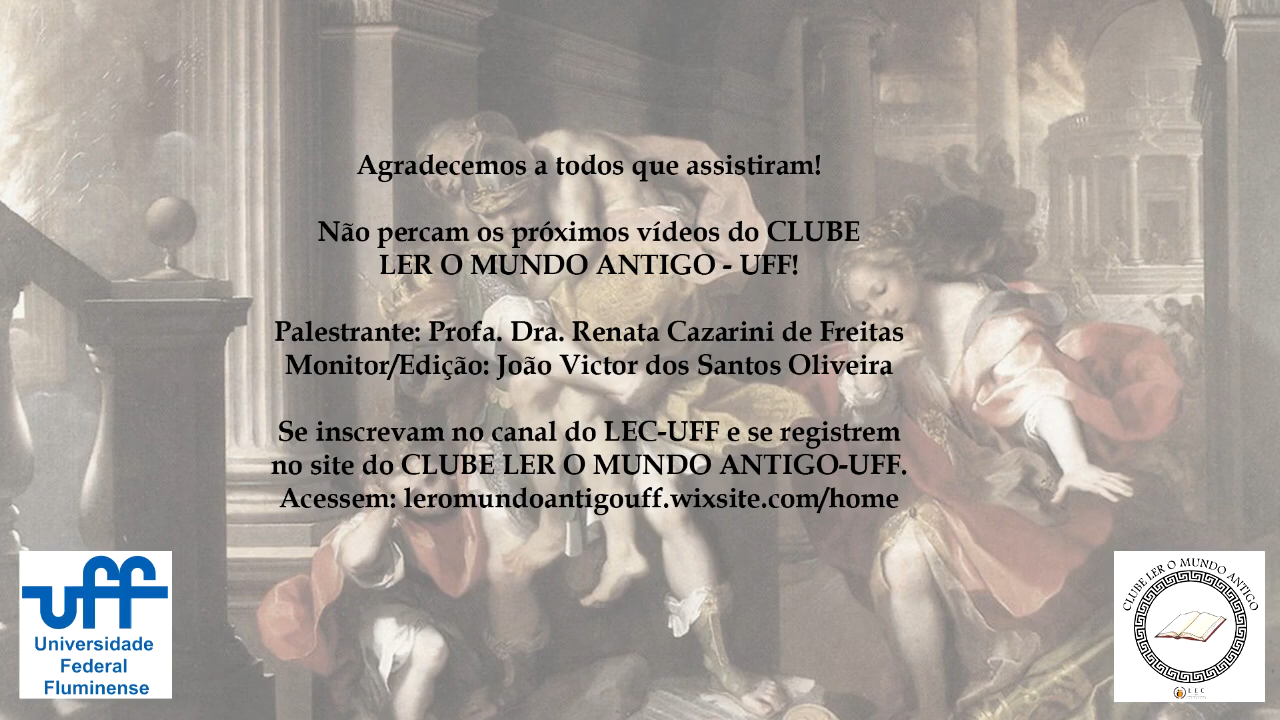 Agradecemos a todos que assistiram!
Não percam os próximos vídeos do CLUBE
LER O MUNDO ANTIGO - UFF!
Palestrante: Profa. Dra. Renata Cazarini de Freitas
Monitor/Edição: João Victor dos Santos Oliveira
Se inscrevam no canal do LEC-UFF e se registrem
no site do CLUBE LER O MUNDO ANTIGO-UFF.
Acessem: leromundoantigouff.wixsite.com/home
uff
Universidade
Federal
Fluminense
CLUBE LER O MUNDO ANTIGO
LEC